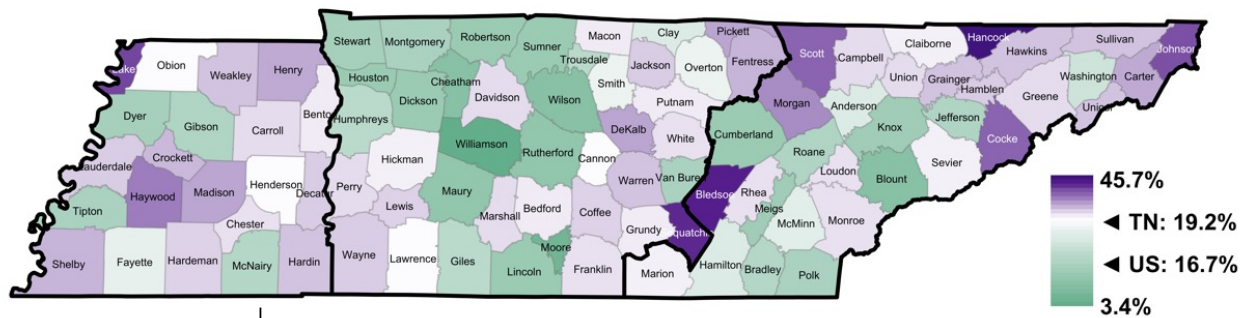 Stewart
Montgomery
Robertson
Sumner
Macon
Clay
Pickett
Scott
Campbell
Claiborne
Hancock
Hawkins
Sullivan
Johnson
Lake
Obion
Weakley
Henry
Houston
Cheatham
Trousdale
Smith
Jackson
Overton
Fentress
Union
Grainger
Hamblen
Greene
Washington
Carter
Unicoi
Dyer
Gibson
Carroll
Benton
Humphreys
Dickson
Davidson
Wilson
Putnam
DeKalb
White
Morgan
Anderson
Knox
Jefferson
Cocke
Cumberland
Roane
Loudon
Blount
Sevier
Lauderdale
Crockett
Haywood
Madison
Henderson
Decatur
Perry
Hickman
Williamson
Rutherford
Cannon
Warren
Van Buren
Bledsoe
Rhea
Meigs
McMinn
Monroe
Tipton
Chester
Lewis
Maury
Marshall
Bedford
Coffee
Grundy
Sequatchie
Shelby
Fayette
Hardeman
McNairy
Hardin
Wayne
Lawrence
Giles
Lincoln
Moore
Franklin
Marion
Hamilton
Bradley
Polk
45.7%
◄ TN: 19.2%
◄ US: 16.7%
3.4%